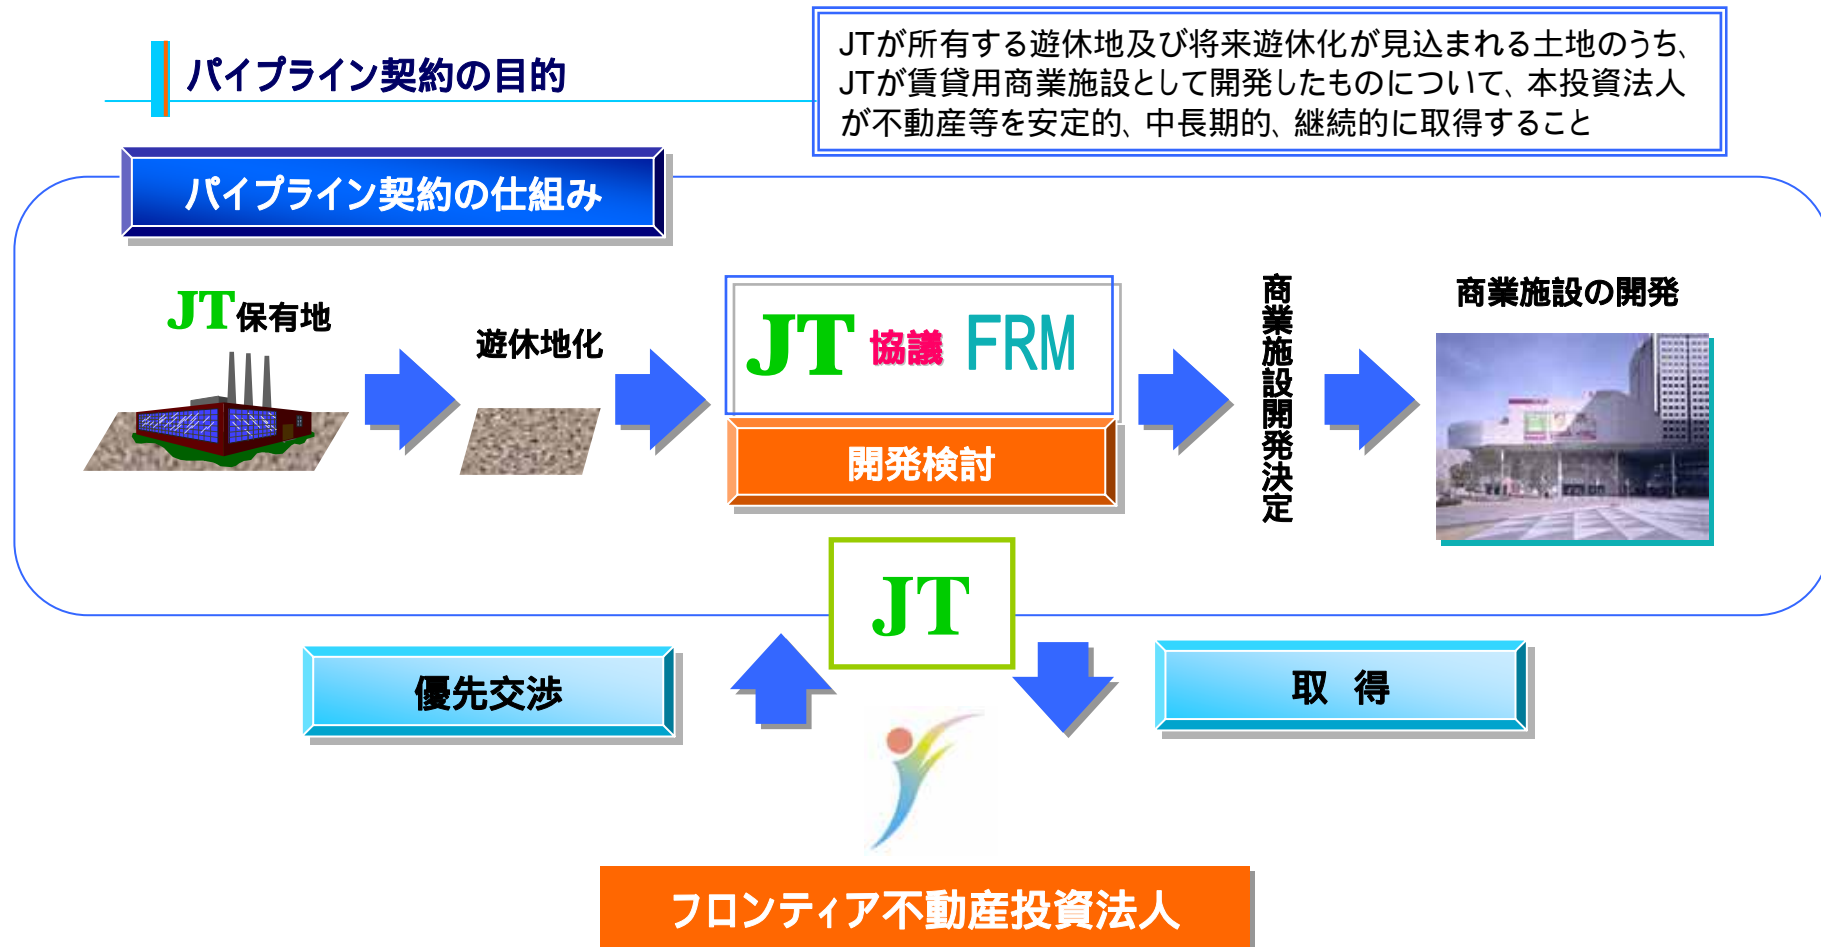 パイプライン契約の目的
JTが所有する遊休地及び将来遊休化が見込まれる土地のうち、
JTが賃貸用商業施設として開発したものについて、本投資法人
が不動産等を安定的、中長期的、継続的に取得すること
パイプライン契約の仕組み
JT保有地
遊休地化
JT 協議 FRM
開発検討
商業施設開発決定
商業施設の開発
JT
優先交渉
取 得
フロンティア不動産投資法人